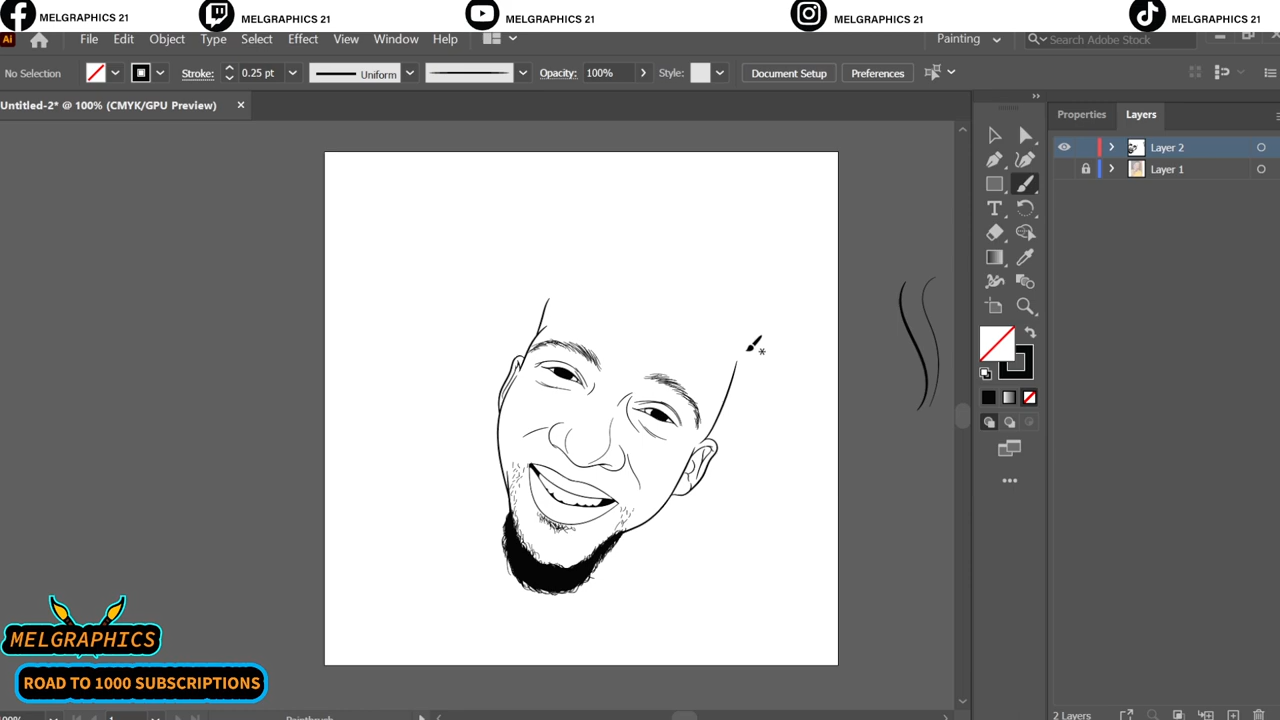 MELGRAPHICS 21
MELGRAPHICS 21
MELGRAPHICS 21
MELGRAPHICS 21
MELGRAPHICS 21
Ai File Edit Object Type Select Effect View Window Help Painting Search Adobe Stock
No Selection Stroke: 0.25 pt Uniform Opacity: 100% Style: Document Setup Preferences
Untitled-2* @ 100% (CMYK/GPU Preview)
Properties Layers
Layer 2
Layer 1
MELGRAPHICS
ROAD TO 1000 SUBSCRIPTIONS
2 Layers